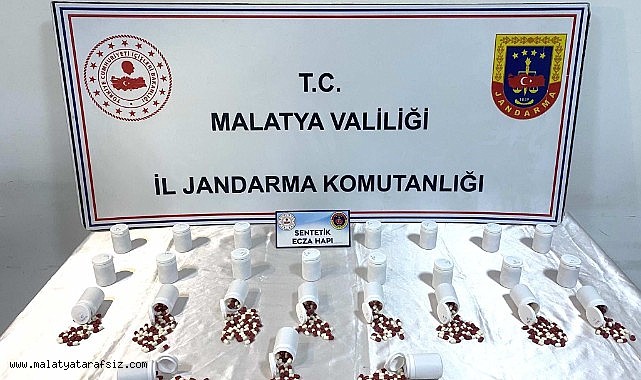 T.C.
MALATYA VALİLİĞİ
İL JANDARMA KOMUTANLIĞI
JANDARMA
SENTETİK
ECZA HAPI
www.malatyatarafsiz.com